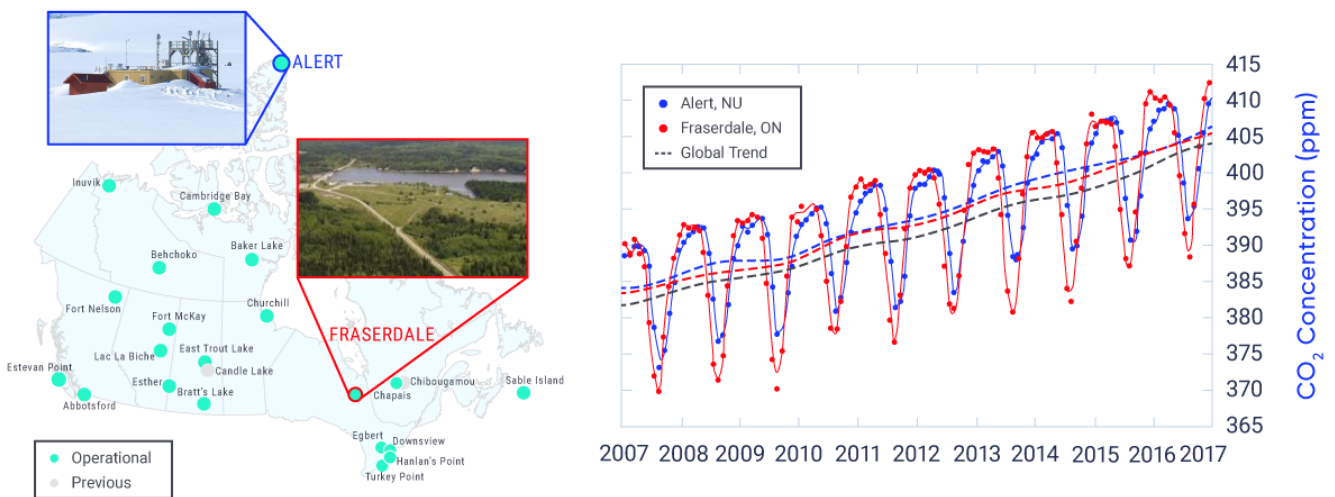 ALERT
Inuvik
Cambridge Bay
Baker Lake
Behchoko
Fort Nelson
Churchill
Fort McKay
FRASERDALE
East Trout Lake
Lac La Biche
Candle Lake
Estevan Point
Esther
Chibougamou
Sable Island
Bratt's Lake
Chapais
Abbotsford
Egbert
Downsview
Hanlan's Point
Turkey Point
Operational
Previous
Alert, NU
Fraserdale, ON
Global Trend
415
410
405
400
395
390
385
380
375
370
365
CO₂ Concentration (ppm)
2007 2008 2009 2010 2011 2012 2013 2014 2015 2016 2017